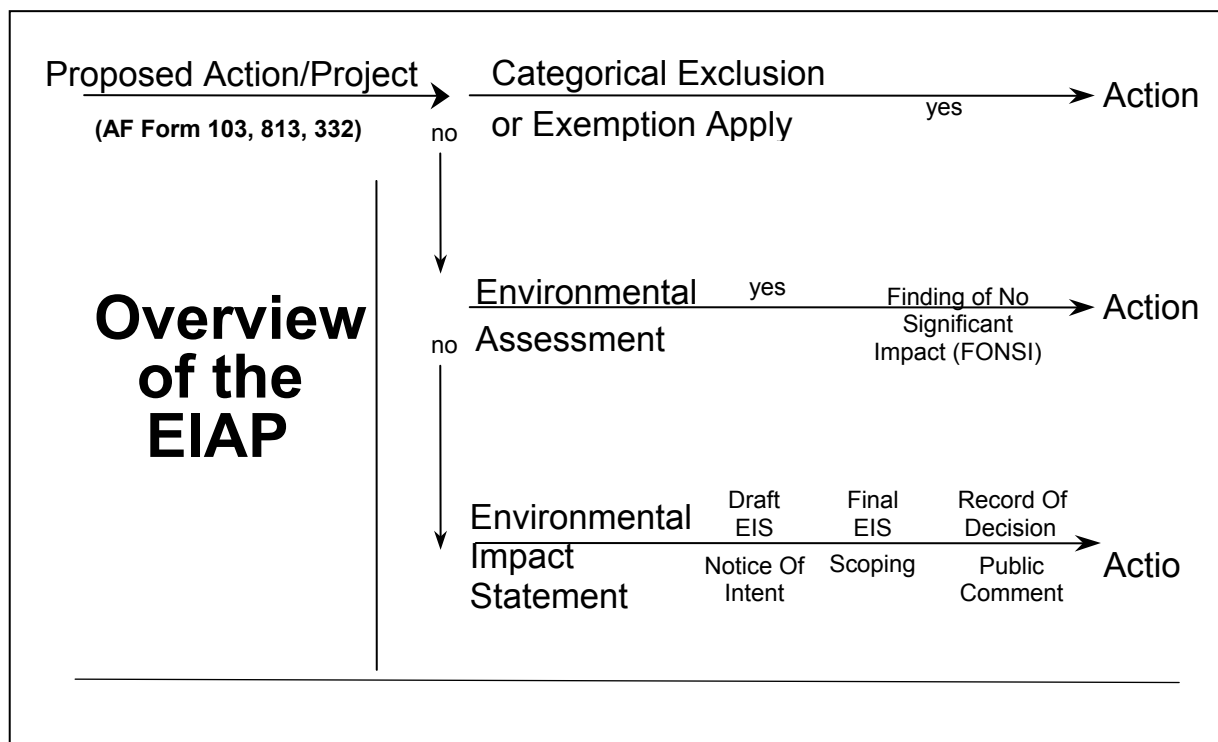 Proposed Action/Project
(AF Form 103, 813, 332)
Categorical Exclusion
or Exemption Apply
yes
Action
no
Overview
of the
EIAP
Environmental
Assessment
yes
Finding of No
Significant
Impact (FONSI)
Action
no
Environmental
Impact
Statement
Draft
EIS
Final
EIS
Record Of
Decision
Notice Of
Intent
Scoping
Public
Comment
Actio